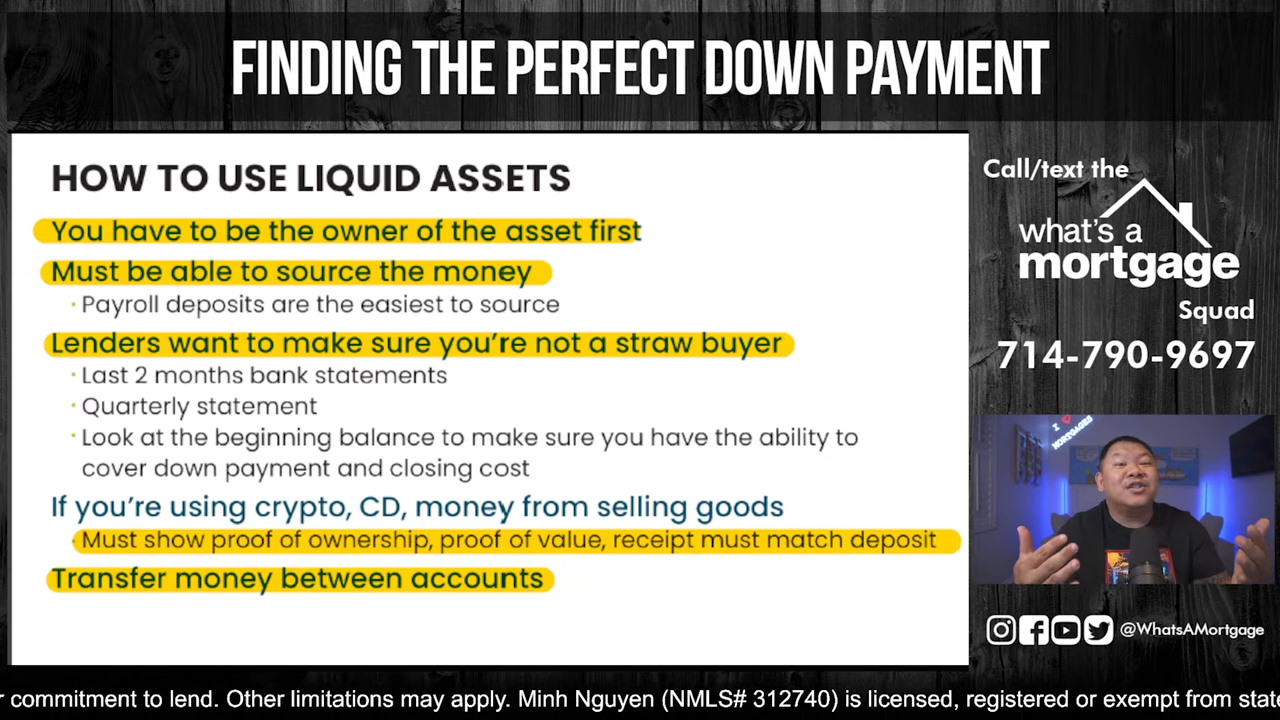 FINDING THE PERFECT DOWN PAYMENT
HOW TO USE LIQUID ASSETS
You have to be the owner of the asset first
Must be able to source the money
· Payroll deposits are the easiest to source
Lenders want to make sure you're not a straw buyer
· Last 2 months bank statements
· Quarterly statement
· Look at the beginning balance to make sure you have the ability to
cover down payment and closing cost
If you're using crypto, CD, money from selling goods
· Must show proof of ownership, proof of value, receipt must match deposit
Transfer money between accounts
Call/text the
what's a
mortgage
Squad
714-790-9697
I
MORTGAGES
@WhatsAMortgage
commitment to lend. Other limitations may apply. Minh Nguyen (NMLS# 312740) is licensed, registered or exempt from